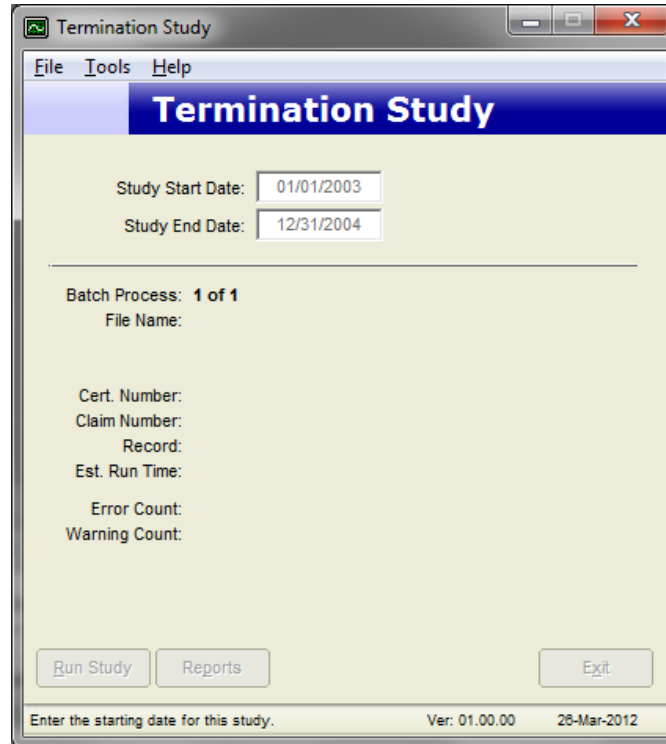 Termination Study
File Tools Help
Termination Study
Study Start Date: 01/01/2003
Study End Date: 12/31/2004
Batch Process: 1 of 1
File Name:
Cert. Number:
Claim Number:
Record:
Est. Run Time:
Error Count:
Warning Count:
Run Study Reports Exit
Enter the starting date for this study. Ver: 01.00.00 26-Mar-2012